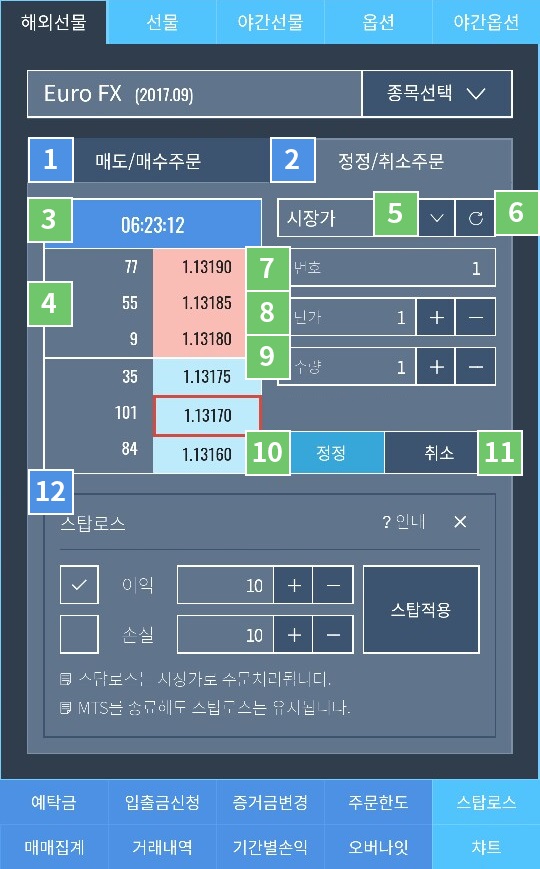 해외선물 선물 야간선물 옵션 야간옵션
Euro FX (2017.09) 종목선택
1 매도/매수주문 2 정정/취소주문
3 06:23:12 시장가 5 6
77 1.13190 7 번호 1
4 55 1.13185 8 단가 1 + −
9 1.13180 9 수량 1 + −
35 1.13175
101 1.13170
84 1.13160 10 정정 취소 11
12
스탑로스 ? 안내 ×
이익 10 + − 스탑적용
손실 10 + −
스탑로스는 시장가로 주문처리됩니다.
MTS를 종료해도 스탑로스는 유지됩니다.
예탁금 입출금신청 증거금변경 주문한도 스탑로스
매매집계 거래내역 기간별손익 오버나잇 차트